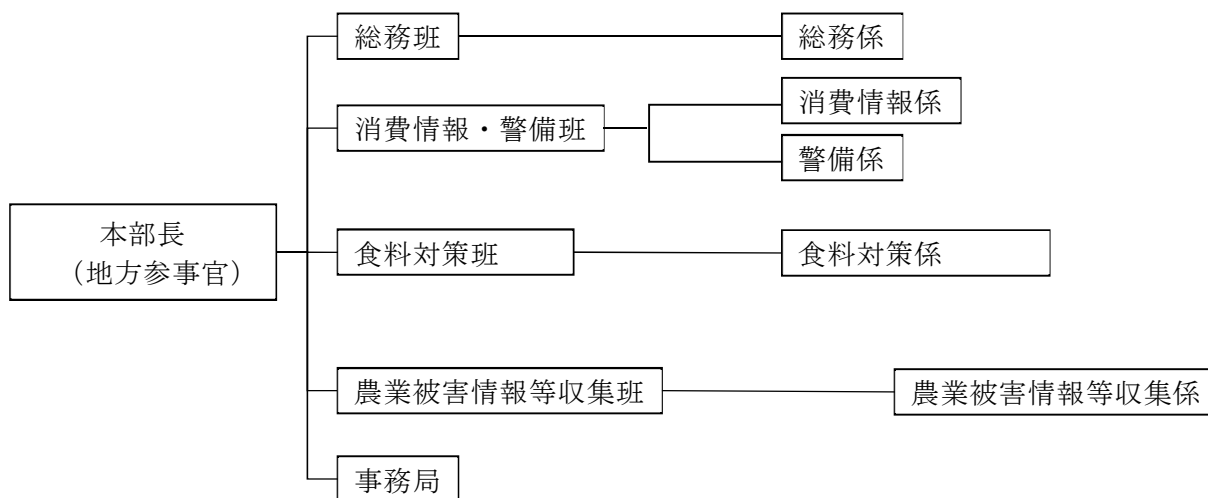 総務班
総務係
消費情報・警備班
消費情報係
警備係
本部長
（地方参事官）
食料対策班
食料対策係
農業被害情報等収集班
農業被害情報等収集係
事務局